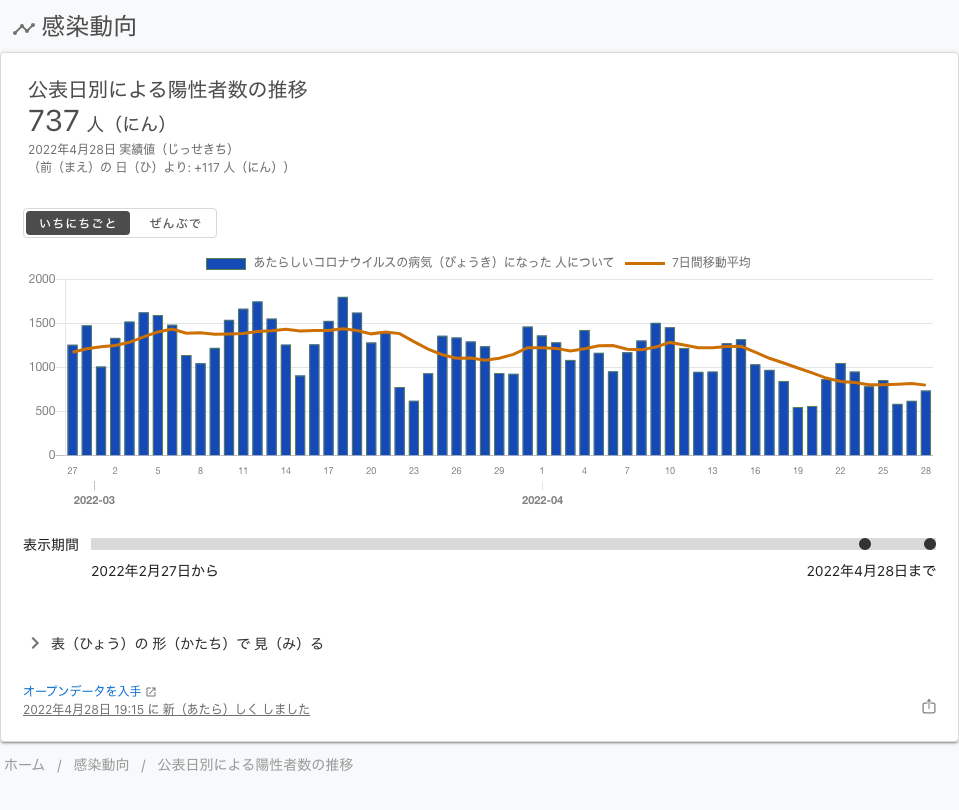 感染動向
公表日別による陽性者数の推移
737 人（にん）
2022年4月28日 実績値（じっせきち）
（前（まえ）の 日（ひ）より: +117 人（にん））
いちにちごと ぜんぶで
あたらしいコロナウイルスの病気（びょうき）になった 人について 7日間移動平均
2000
1500
1000
500
0
27 2 5 8 11 14 17 20 23 26 29 1 4 7 10 13 16 19 22 25 28
2022-03 2022-04
表示期間
2022年2月27日から 2022年4月28日まで
表（ひょう）の 形（かたち）で 見（み）る
オープンデータを入手
2022年4月28日 19:15 に 新（あたら）しく しました
ホーム / 感染動向 / 公表日別による陽性者数の推移